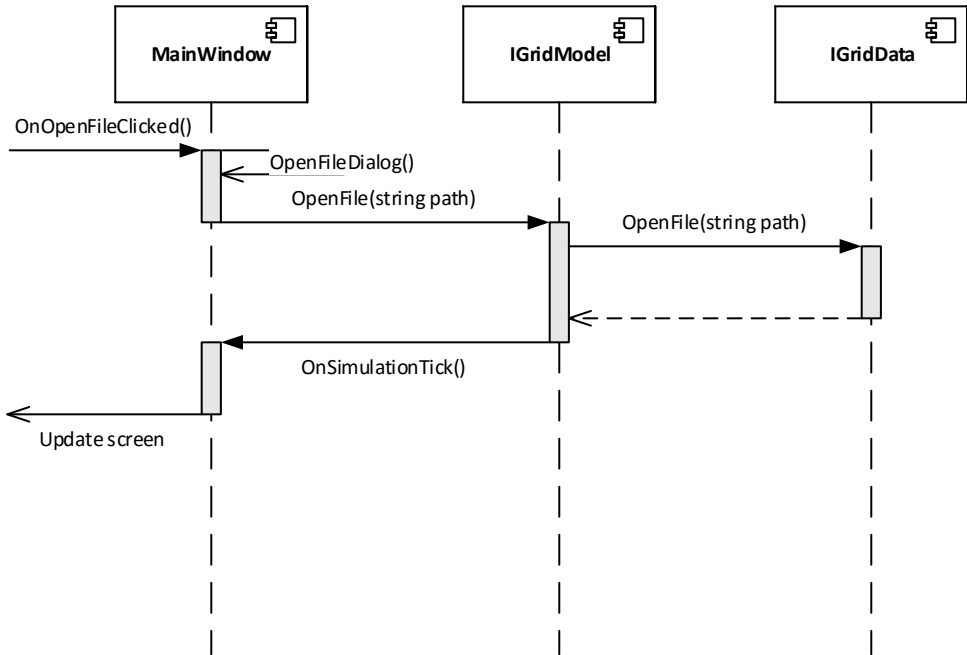 MainWindow
IGridModel
IGridData
OnOpenFileClicked()
OpenFileDialog()
OpenFile(string path)
OpenFile(string path)
OnSimulationTick()
Update screen